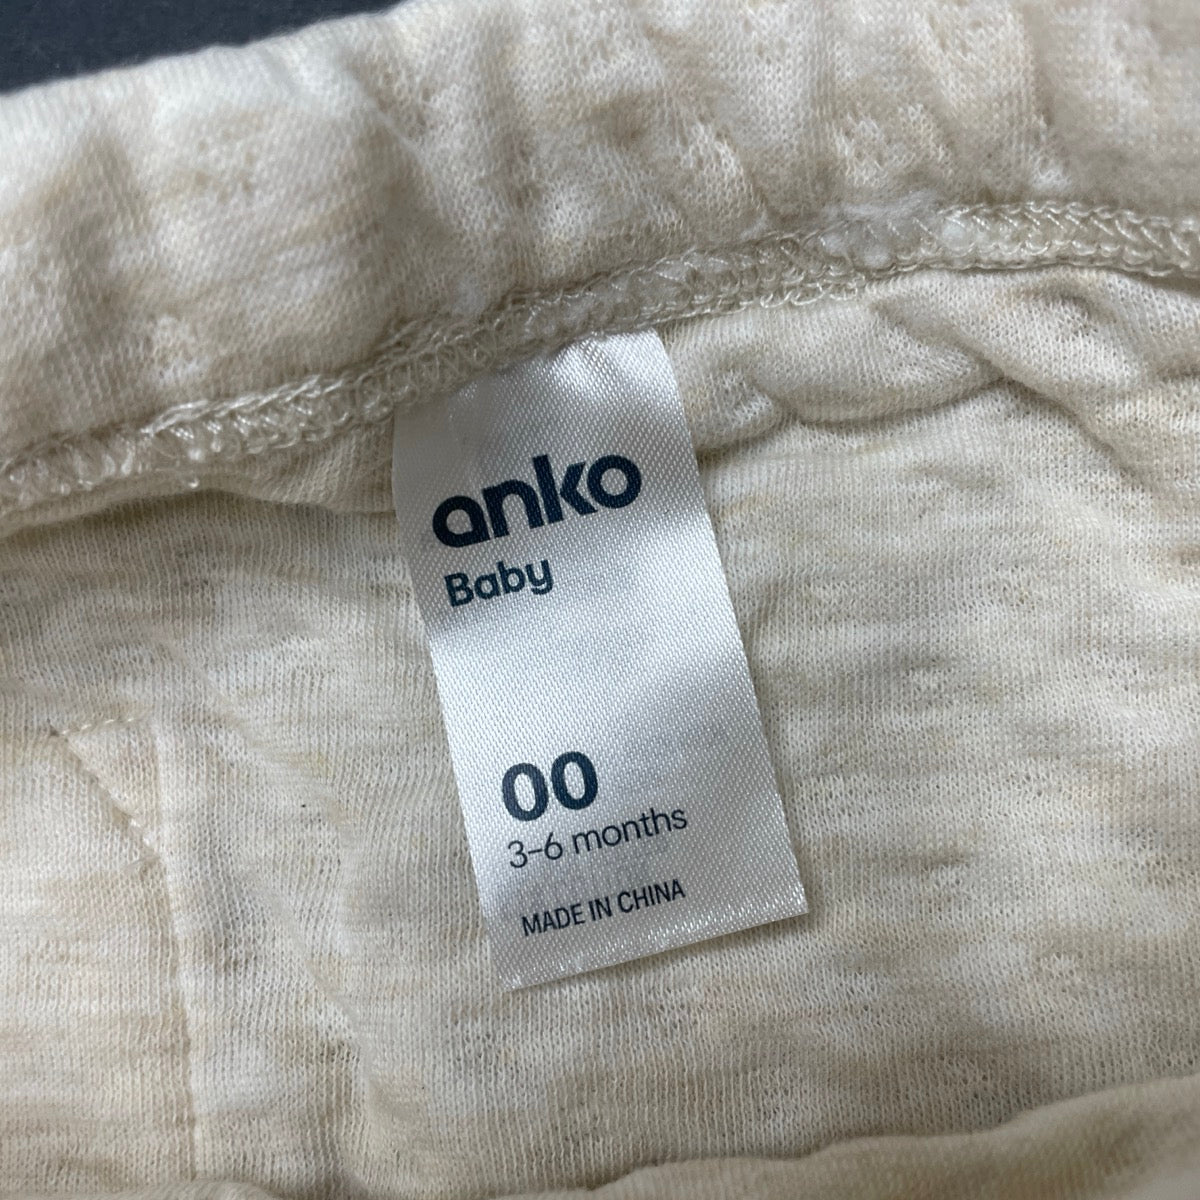 anko
Baby
00
3-6 months
MADE IN CHINA